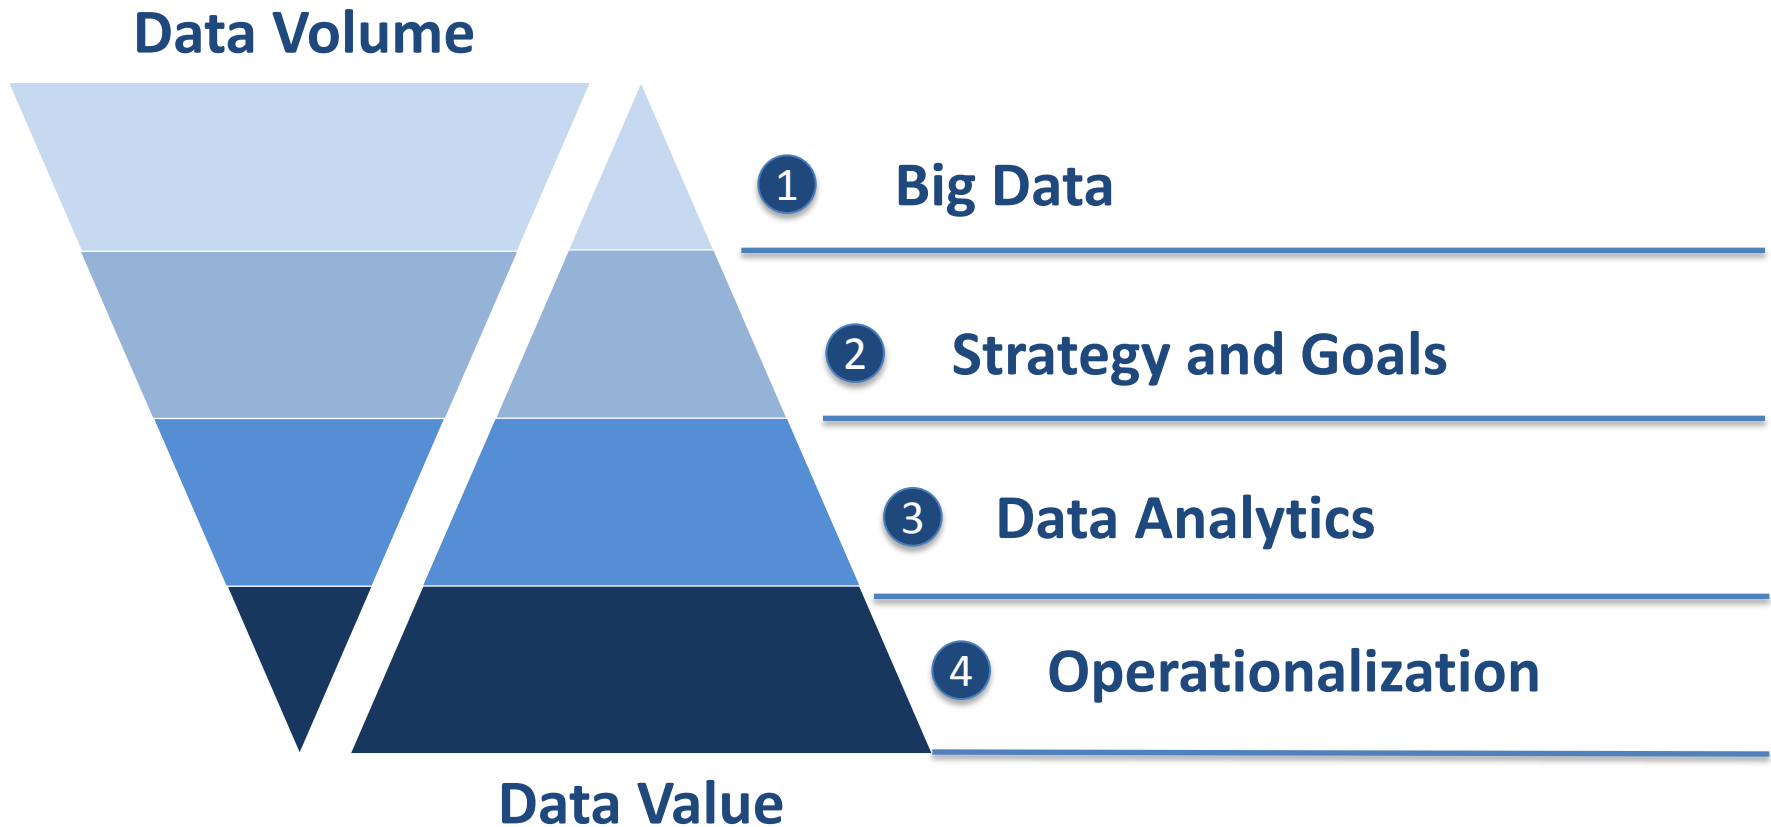 Data Volume
1 Big Data
2 Strategy and Goals
3 Data Analytics
4 Operationalization
Data Value